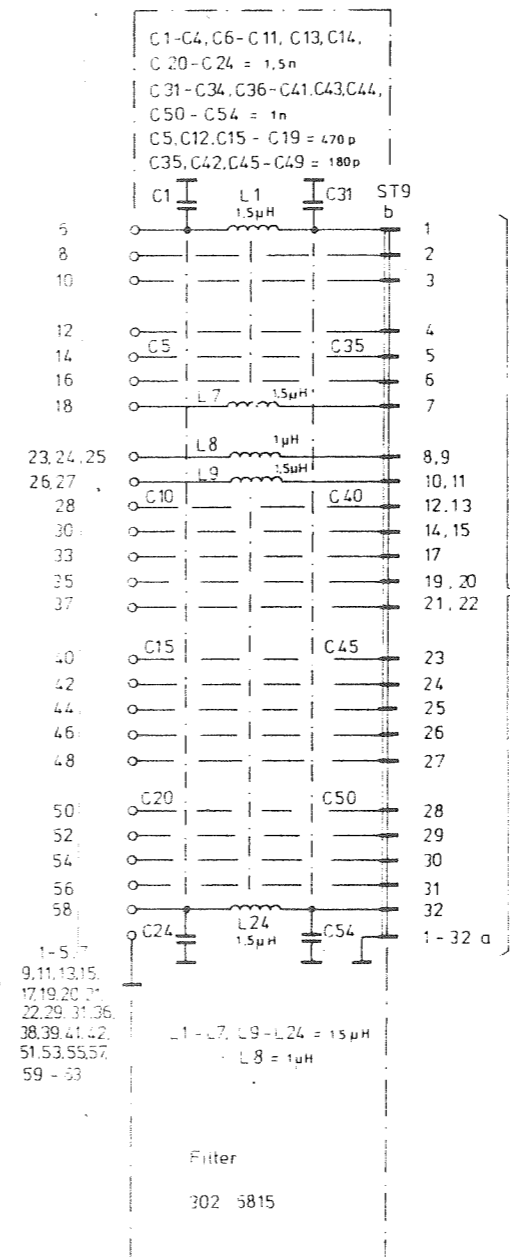 C1-C4, C6-C11, C13, C14,
C20-C24 = 1,5n
C31-C34, C36-C41. C43, C44,
C50-C54 = 1n
C5, C12. C15 - C19 = 470p
C35, C42, C45-C49 = 180p
C1 L1 C31 ST9
1,5µH b
6 1
8 2
10 3
12 4
14 C5 C35 5
16 6
18 L7 1,5µH 7
23, 24, 25 L8 1µH 8,9
26, 27 L9 1,5µH 10, 11
28 C10 C40 12. 13
30 14, 15
33 17
35 19, 20
37 21, 22
40 C15 C45 23
42 24
44 25
46 26
48 27
50 C20 C50 28
52 29
54 30
56 31
58 32
C24 L24 C54 1-32 a
1,5µH
1-5,
9, 11, 13, 15.
17, 19. 20
22. 29. 31. 36.
38. 39. 41. 42.
51. 53. 55. 57.
59 - 63
L1 - L7, L9 - L24 = 15µH
L8 = 1µH
Filter
302 5815